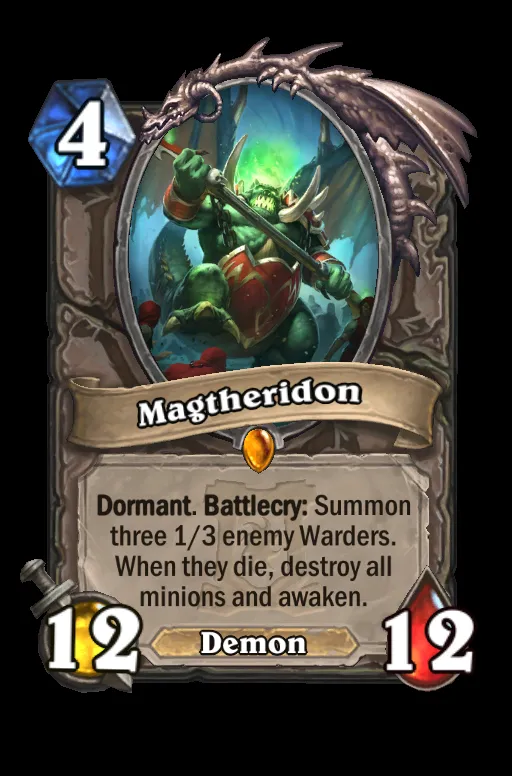 4
Magtheridon
Dormant. Battlecry: Summon
three 1/3 enemy Warders.
When they die, destroy all
minions and awaken.
12
Demon
12